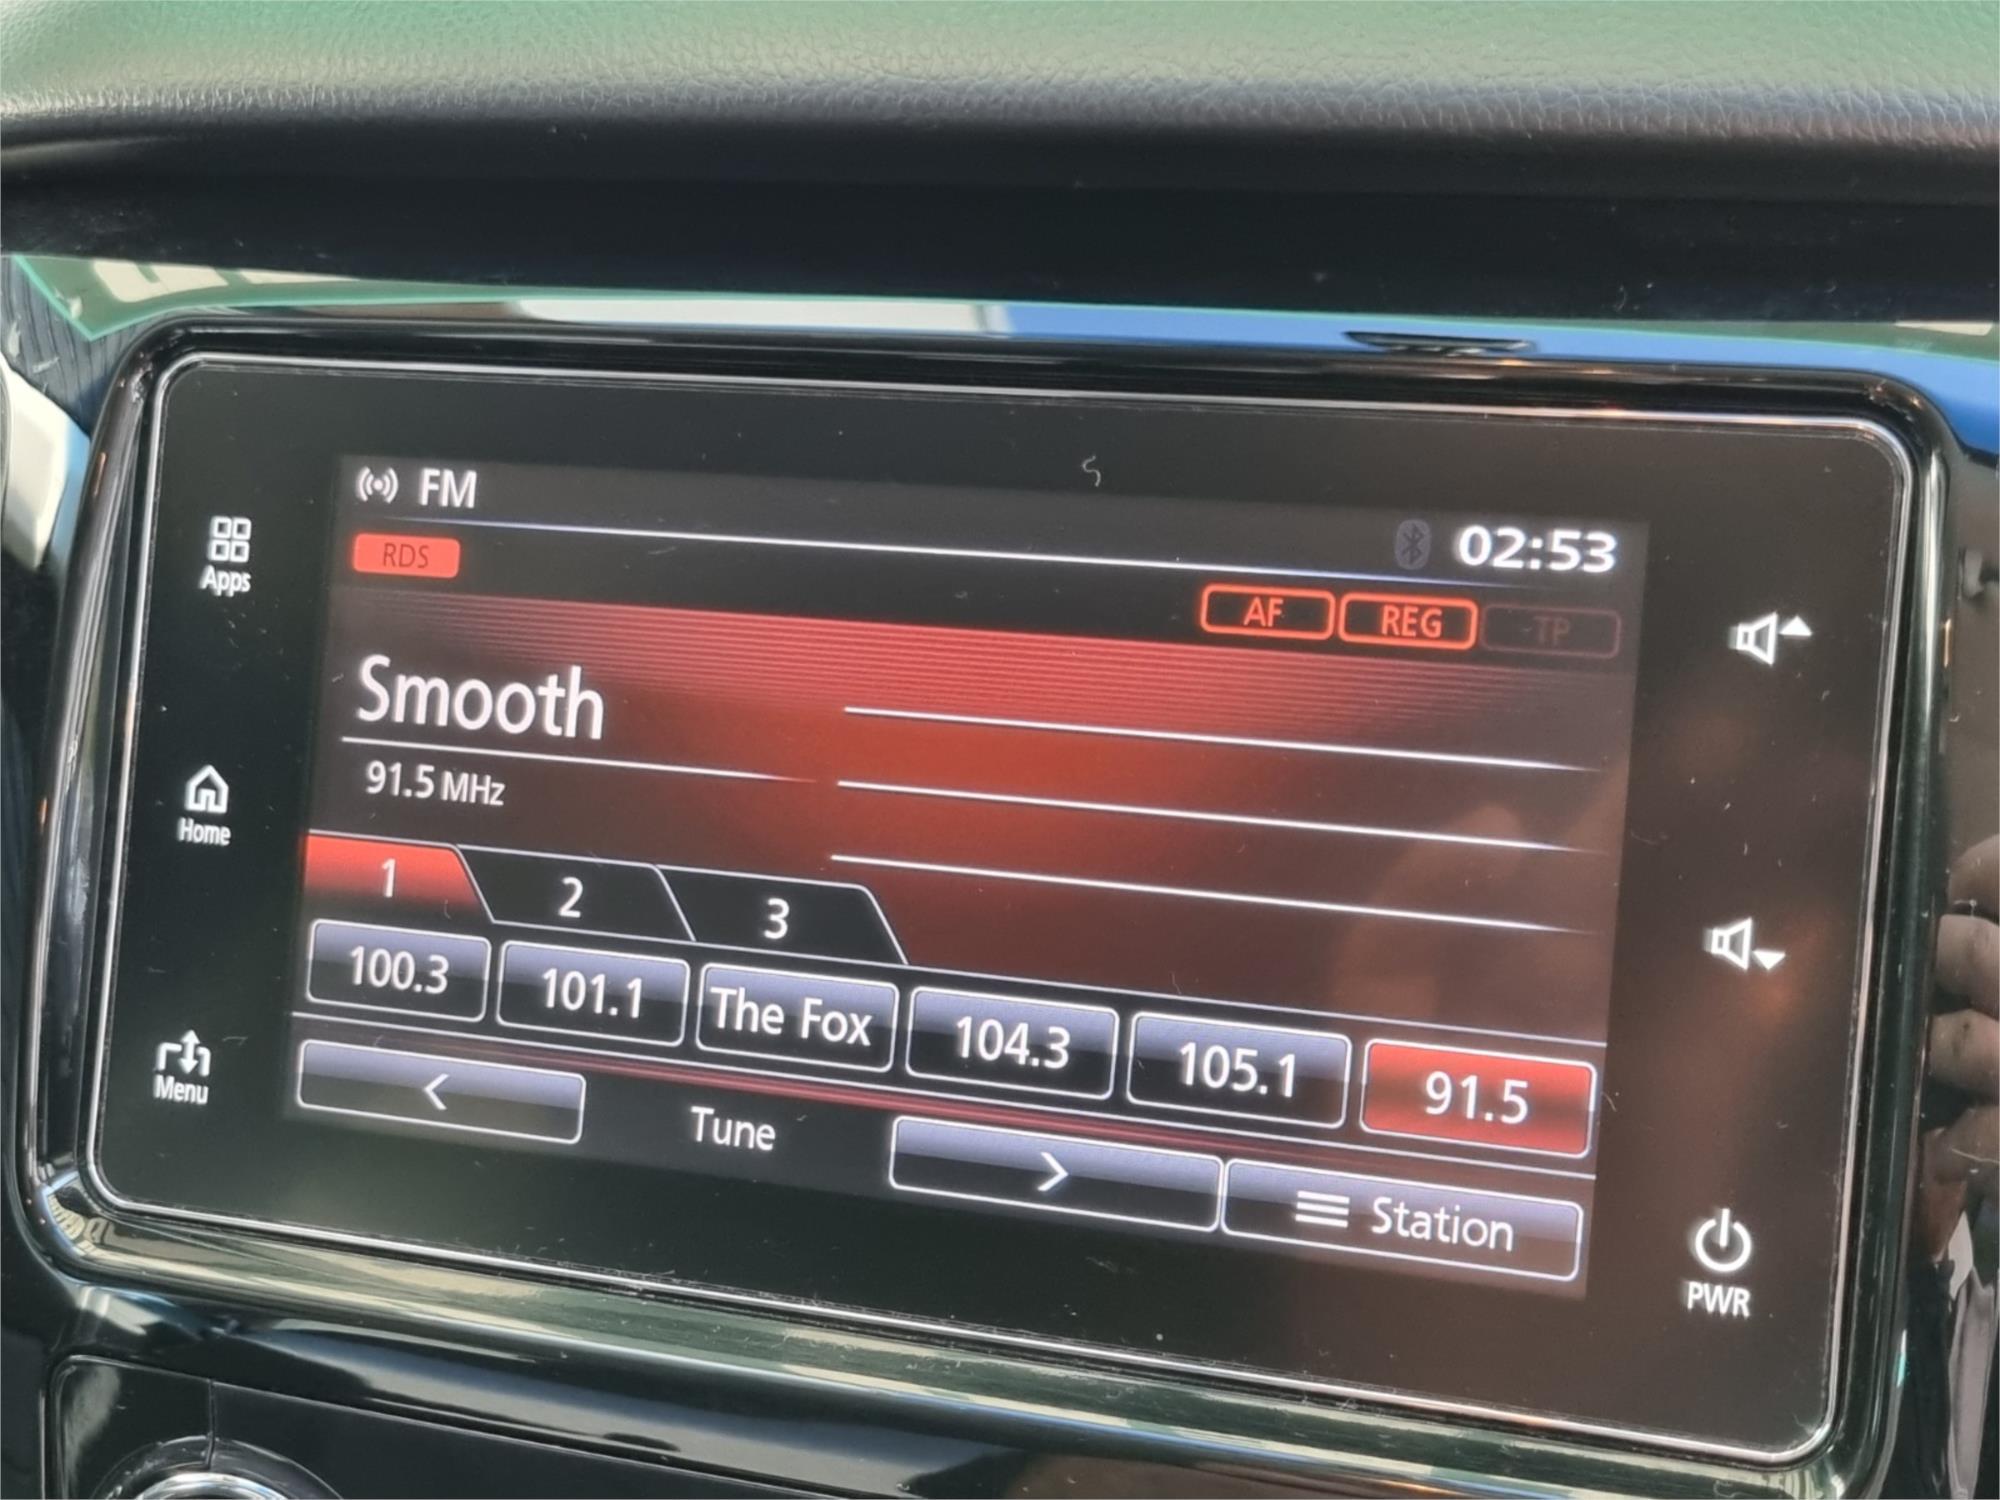 FM
02:53
RDS
AF REG TP
Apps
Smooth
91.5 MHz
Home
1 2 3
100.3 101.1 The Fox 104.3 105.1 91.5
Menu
Tune
Station
PWR